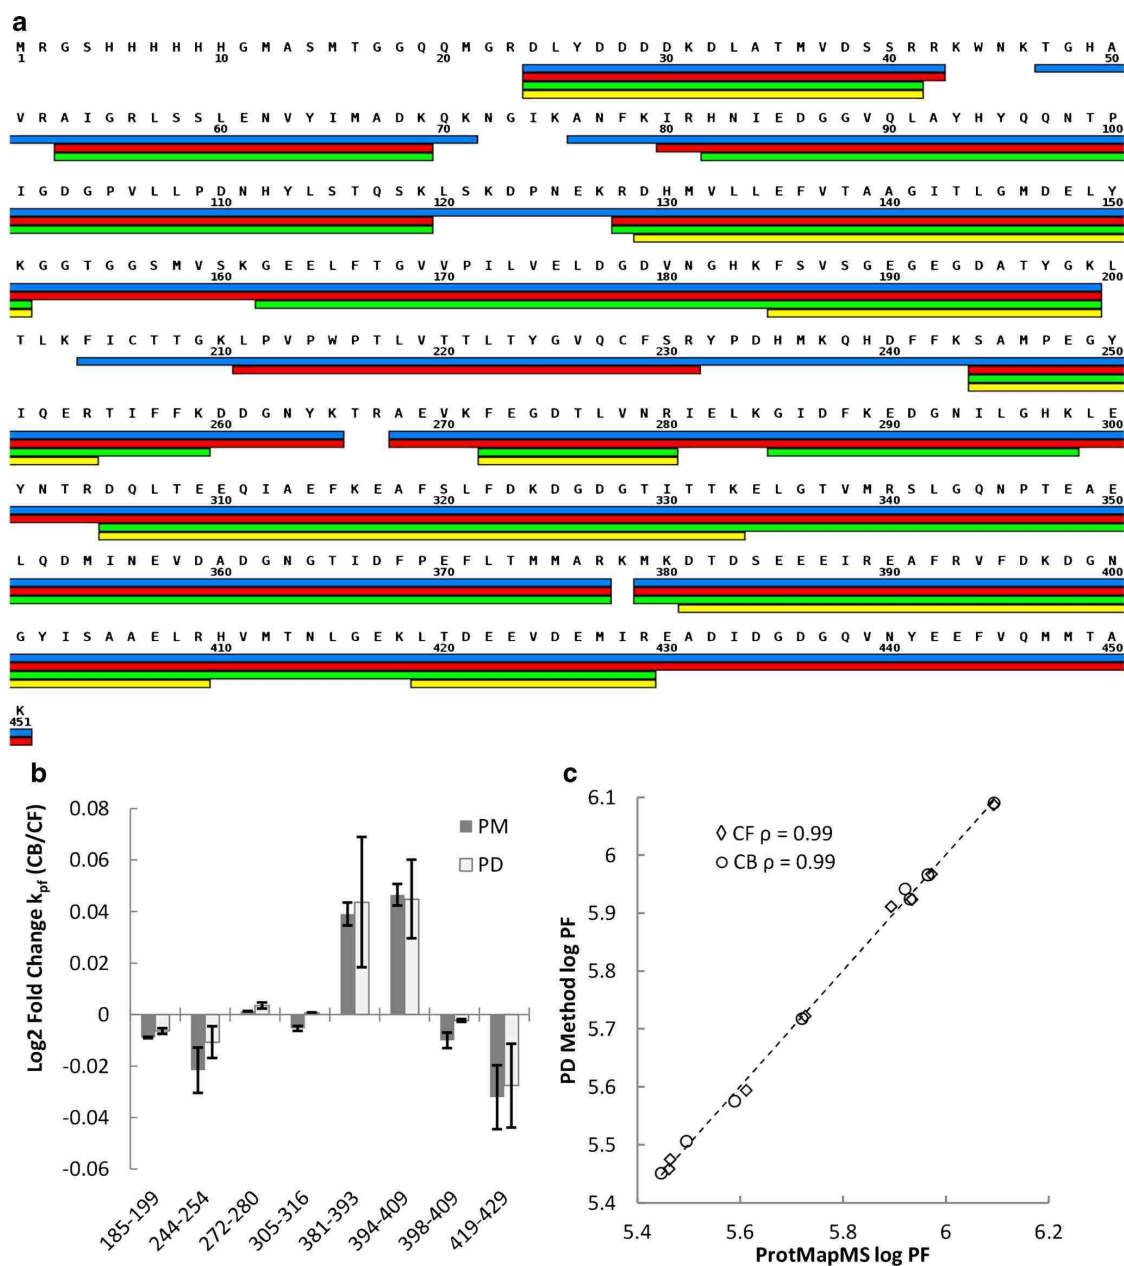 a
M R G S H H H H H H G M A S M T G G Q Q M G R D L Y D D D D K D L A T M V D S S R R K W N K T G H A
1 10 20 30 40 50
V R A I G R L S S L E N V Y I M A D K Q K N G I K A N F K I R H N I E D G G V Q L A Y H Y Q Q N T P
60 70 80 90 100
I G D G P V L L P D N H Y L S T Q S K L S K D P N E K R D H M V L L E F V T A A G I T L G M D E L Y
110 120 130 140 150
K G G T G G S M V S K G E E L F T G V V P I L V E L D G D V N G H K F S V S G E G E G D A T Y G K L
160 170 180 190 200
T L K F I C T T G K L P V P W P T L V T T L T Y G V Q C F S R Y P D H M K Q H D F F K S A M P E G Y
210 220 230 240 250
I Q E R T I F F K D D G N Y K T R A E V K F E G D T L V N R I E L K G I D F K E D G N I L G H K L E
260 270 280 290 300
Y N T R D Q L T E E Q I A E F K E A F S L F D K D G D G T I T T K E L G T V M R S L G Q N P T E A E
310 320 330 340 350
L Q D M I N E V D A D G N G T I D F P E F L T M M A R K M K D T D S E E E I R E A F R V F D K D G N
360 370 380 390 400
G Y I S A A E L R H V M T N L G E K L T D E E V D E M I R E A D I D G D G Q V N Y E E F V Q M M T A
410 420 430 440 450
K
451
b
Log2 Fold Change kpf (CB/CF)
0.08
0.06
0.04
0.02
0
-0.02
-0.04
-0.06
PM
PD
185-199
244-254
272-280
305-316
381-393
394-409
398-409
419-429
c
PD Method log PF
6.1
6
5.9
5.8
5.7
5.6
5.5
5.4
CF ρ = 0.99
CB ρ = 0.99
5.4 5.6 5.8 6 6.2
ProtMapMS log PF